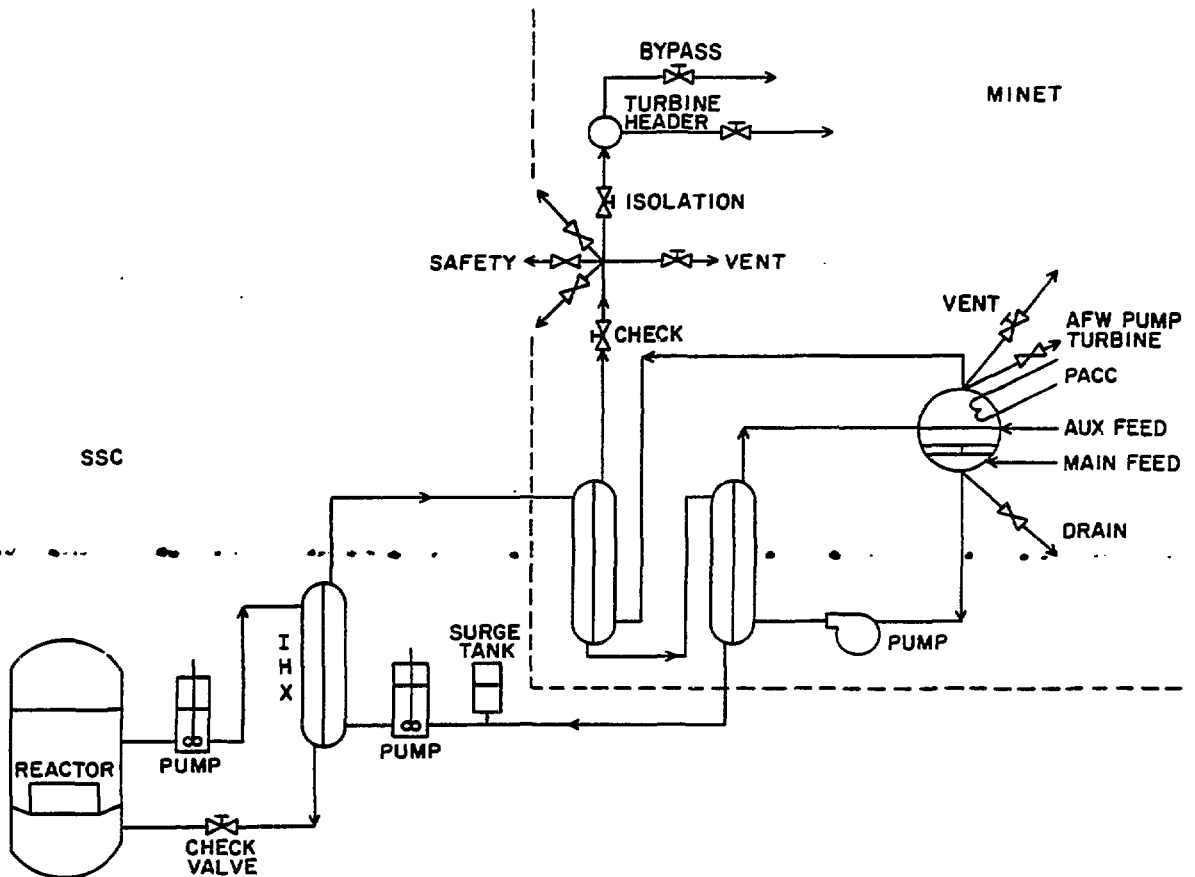 BYPASS
MINET
TURBINE
HEADER
ISOLATION
SAFETY
VENT
VENT
AFW PUMP
TURBINE
CHECK
PACC
AUX FEED
SSC
MAIN FEED
DRAIN
I
H
X
SURGE
TANK
PUMP
PUMP
PUMP
REACTOR
CHECK
VALVE